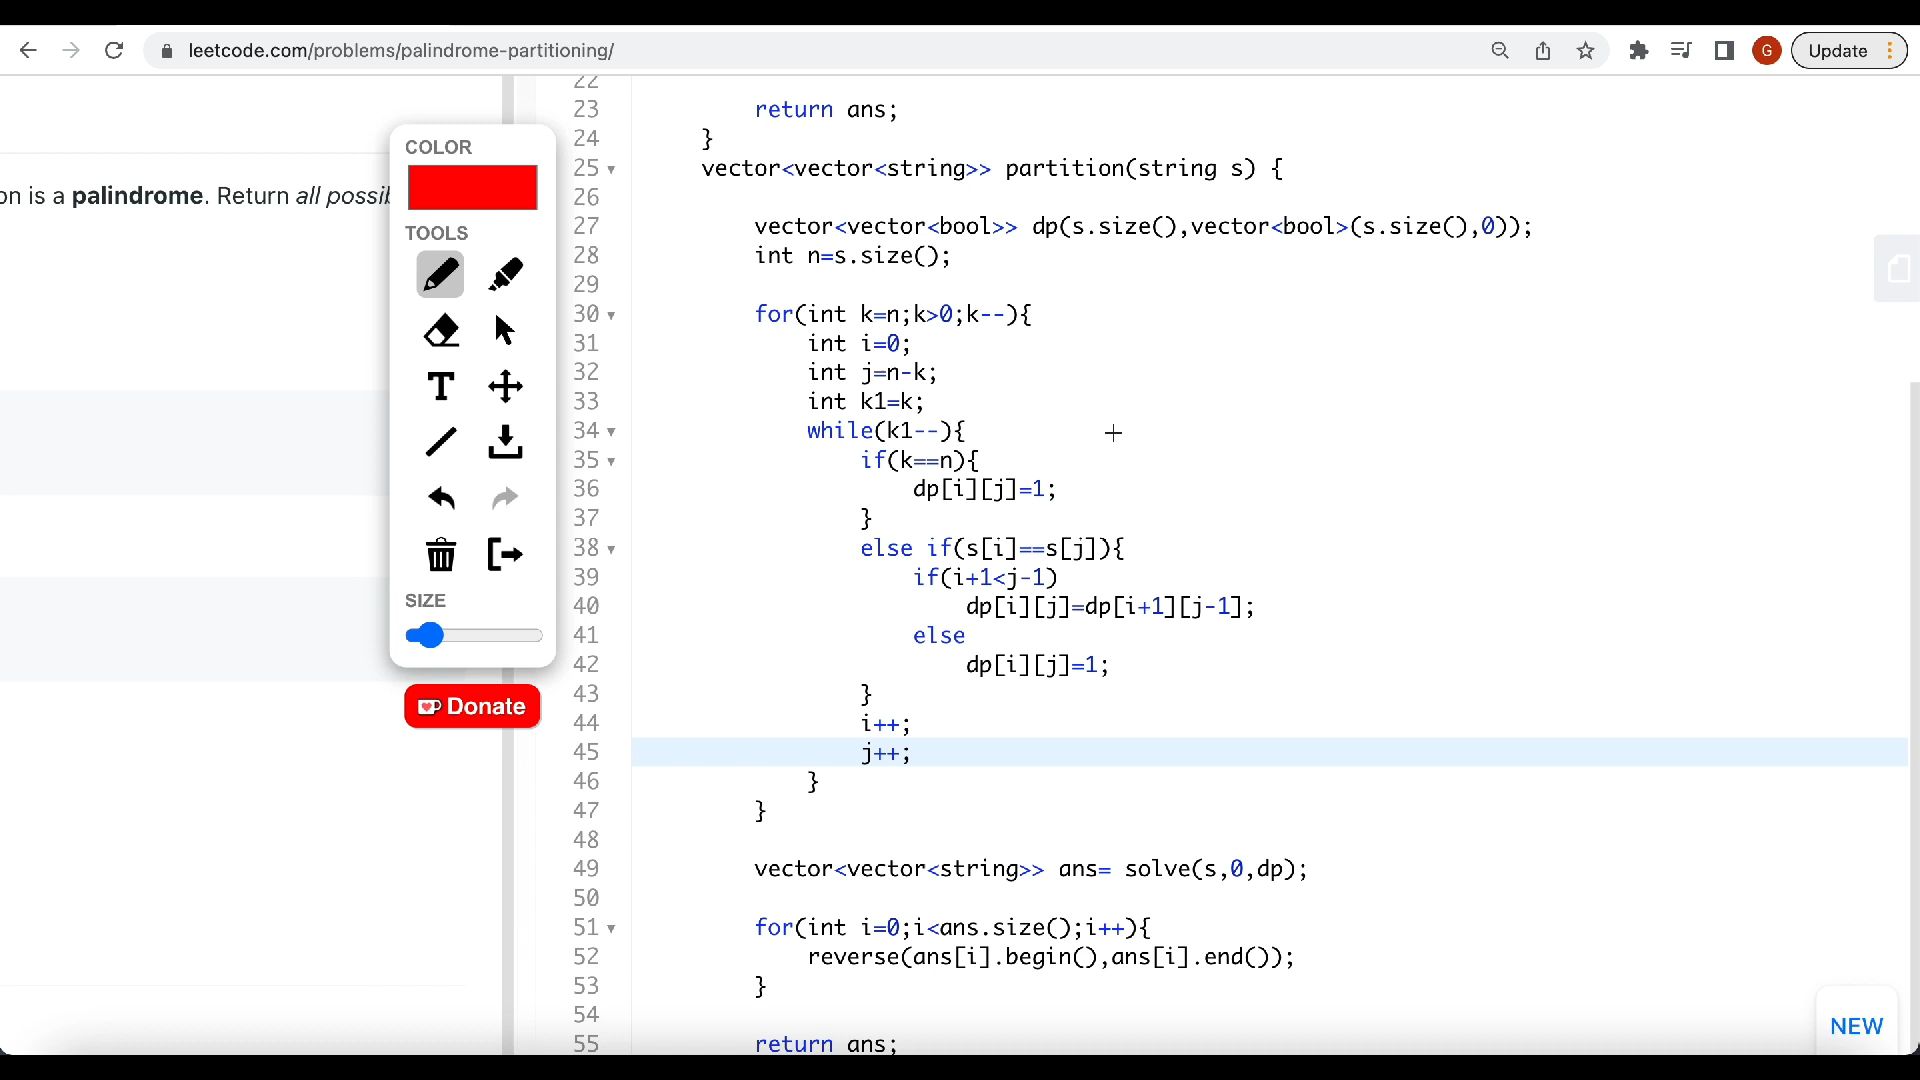 leetcode.com/problems/palindrome-partitioning/
G
Update
on is a palindrome. Return all possib
COLOR
TOOLS
T
SIZE
Donate
22
23 return ans;
24 }
25 vector<vector<string>> partition(string s) {
26
27 vector<vector<bool>> dp(s.size(),vector<bool>(s.size(),0));
28 int n=s.size();
29
30 for(int k=n;k>0;k--){
31 int i=0;
32 int j=n-k;
33 int k1=k;
34 while(k1--){
35 if(k==n){
36 dp[i][j]=1;
37 }
38 else if(s[i]==s[j]){
39 if(i+1<j-1)
40 dp[i][j]=dp[i+1][j-1];
41 else
42 dp[i][j]=1;
43 }
44 i++;
45 j++;
46 }
47 }
48
49 vector<vector<string>> ans= solve(s,0,dp);
50
51 for(int i=0;i<ans.size();i++){
52 reverse(ans[i].begin(),ans[i].end());
53 }
54
55 return ans;
NEW